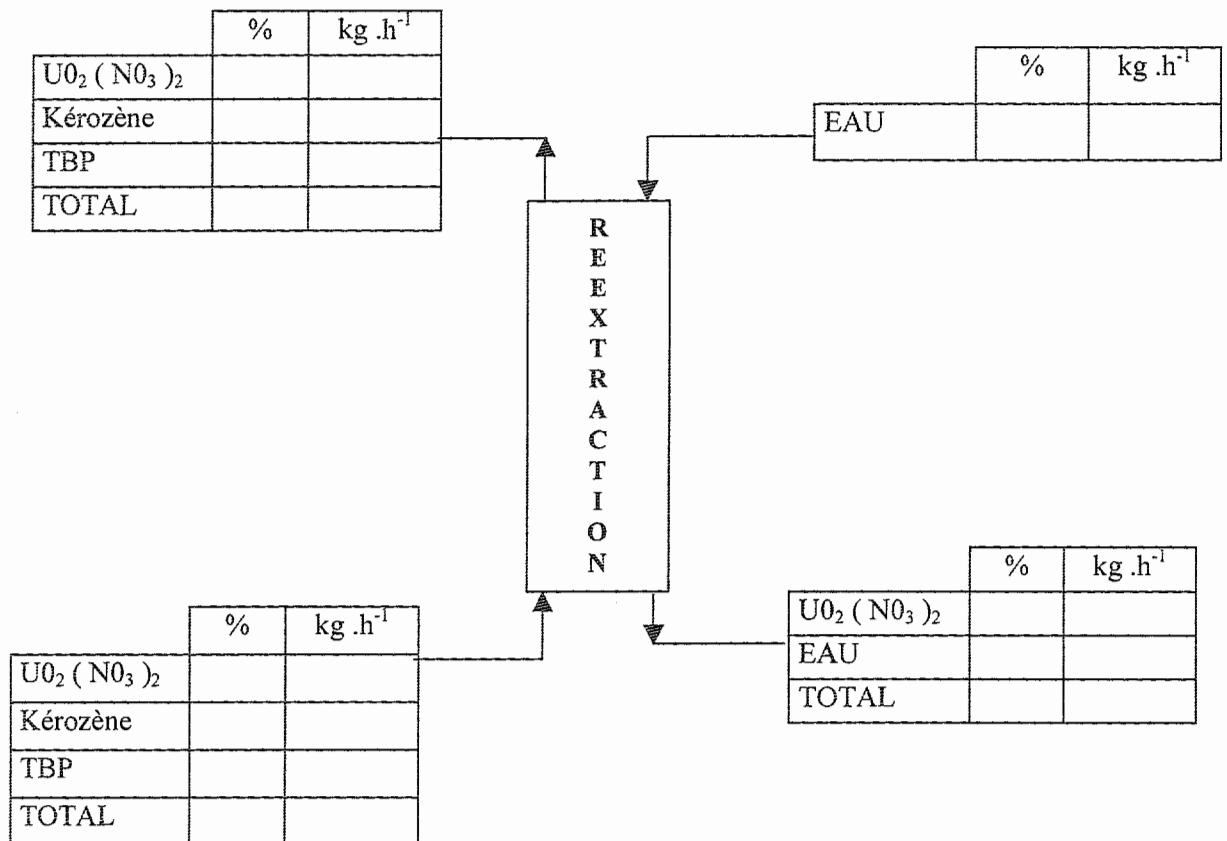 % kg .h⁻¹
U0₂ ( N0₃ )₂
Kérozène
TBP
TOTAL
% kg .h⁻¹
EAU
REEXTRACTION
% kg .h⁻¹
U0₂ ( N0₃ )₂
Kérozène
TBP
TOTAL
% kg .h⁻¹
U0₂ ( N0₃ )₂
EAU
TOTAL